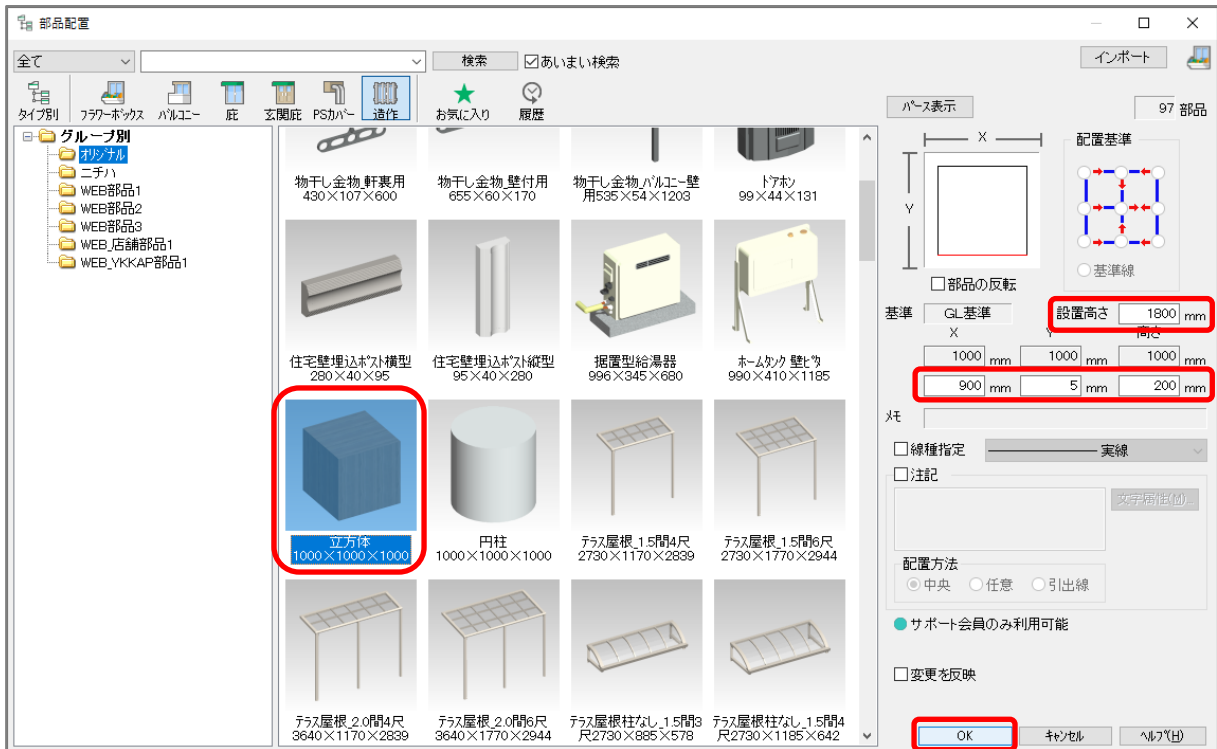 部品配置
全て
検索
あいまい検索
インポート
タイプ別
フラワーボックス
バルコニー
庇
玄関庇
PSカバー
造作
お気に入り
履歴
パース表示
97 部品
グループ別
オリジナル
ニチハ
WEB部品1
WEB部品2
WEB部品3
WEB_店舗部品1
WEB_YKKAP部品1
物干し金物_軒裏用
430×107×600
物干し金物_壁付用
655×60×170
物干し金物_バルコニー壁
用535×54×1203
ドアホン
99×44×131
住宅壁埋込ポスト横型
280×40×95
住宅壁埋込ポスト縦型
95×40×280
据置型給湯器
996×345×680
ホームタンク 壁ピタ
990×410×1185
立方体
1000×1000×1000
円柱
1000×1000×1000
テラス屋根_1.5間4尺
2730×1170×2839
テラス屋根_1.5間6尺
2730×1770×2944
テラス屋根_2.0間4尺
3640×1170×2839
テラス屋根_2.0間6尺
3640×1770×2944
テラス屋根柱なし_1.5間3
尺2730×885×578
テラス屋根柱なし_1.5間4
尺2730×1185×642
X
Y
配置基準
基準線
部品の反転
基準 GL基準 設置高さ 1800 mm
X Y 高さ
1000 mm 1000 mm 1000 mm
900 mm 5 mm 200 mm
メモ
線種指定 実線
注記
文字属性(M)...
配置方法
中央 任意 引出線
サポート会員のみ利用可能
変更を反映
OK キャンセル ヘルプ(H)